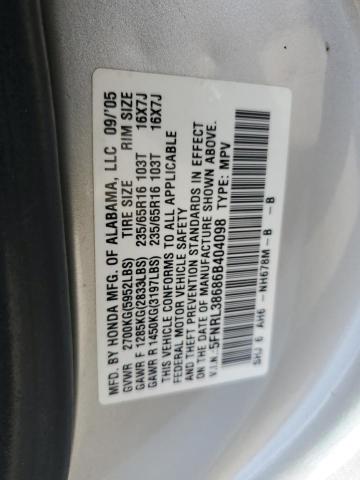 MFD. BY HONDA MFG. OF ALABAMA, LLC 09/'05
GVWR 2700KG(5952LBS) TIRE SIZE RIM SIZE
GAWR F 1285KG(2833LBS) 235/65R16 103T 16X7J
GAWR R 1450KG(3197LBS) 235/65R16 103T 16X7J
THIS VEHICLE CONFORMS TO ALL APPLICABLE
FEDERAL MOTOR VEHICLE SAFETY
STANDARDS IN EFFECT
ON THE DATE OF MANUFACTURE SHOWN ABOVE.
V.I.N.: 5FNRL38686B404098 TYPE: MPV
SHJ 6 AH6 - NH678M - B - B